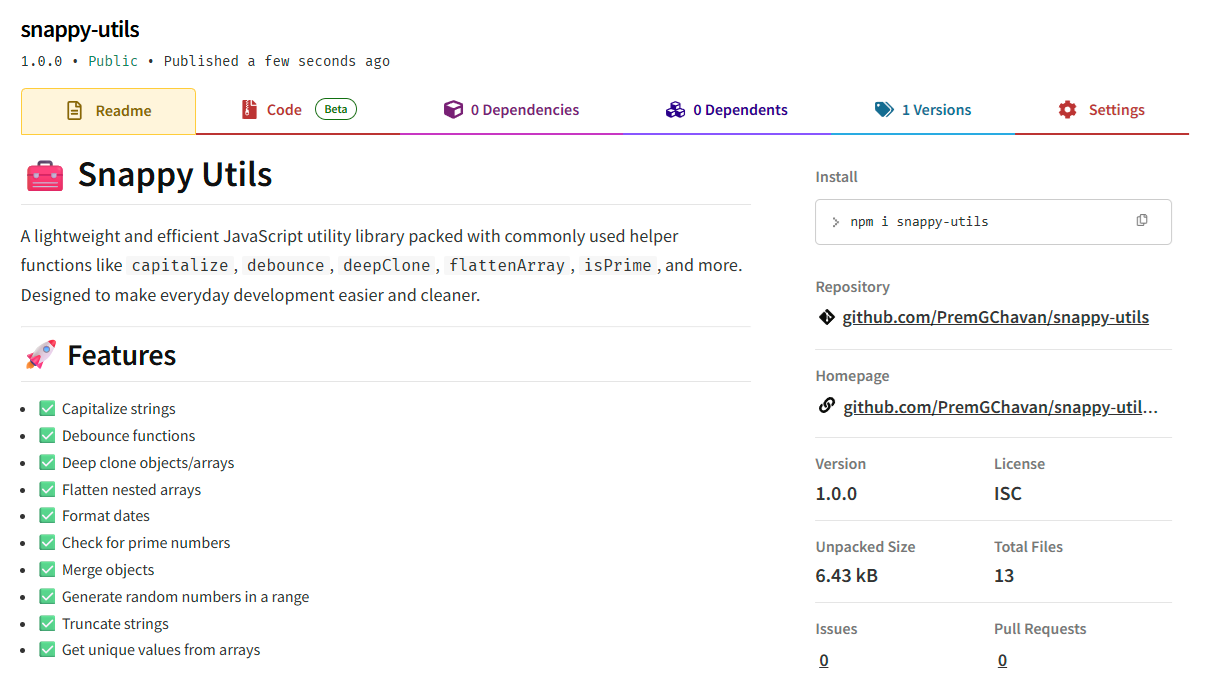 snappy-utils
1.0.0 • Public • Published a few seconds ago
Readme
Code Beta
0 Dependencies
0 Dependents
1 Versions
Settings
🧰 Snappy Utils
A lightweight and efficient JavaScript utility library packed with commonly used helper
functions like capitalize, debounce, deepClone, flattenArray, isPrime, and more.
Designed to make everyday development easier and cleaner.
🚀 Features
• ✅ Capitalize strings
• ✅ Debounce functions
• ✅ Deep clone objects/arrays
• ✅ Flatten nested arrays
• ✅ Format dates
• ✅ Check for prime numbers
• ✅ Merge objects
• ✅ Generate random numbers in a range
• ✅ Truncate strings
• ✅ Get unique values from arrays
Install
> npm i snappy-utils
Repository
github.com/PremGChavan/snappy-utils
Homepage
github.com/PremGChavan/snappy-util...
Version License
1.0.0 ISC
Unpacked Size Total Files
6.43 kB 13
Issues Pull Requests
0 0